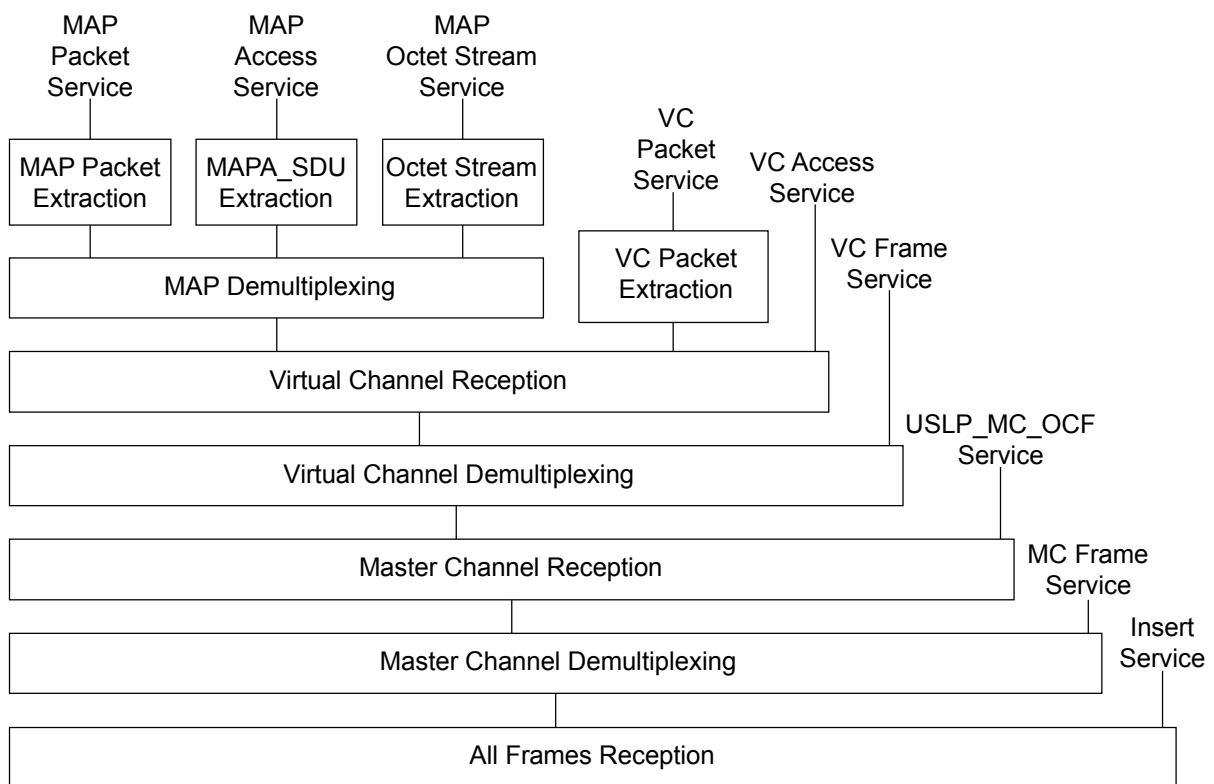 MAP
Packet
Service
MAP
Access
Service
MAP
Octet Stream
Service
VC
Packet
Service
VC Access
Service
VC Frame
Service
USLP_MC_OCF
Service
MC Frame
Service
Insert
Service
MAP Packet
Extraction
MAPA_SDU
Extraction
Octet Stream
Extraction
VC Packet
Extraction
MAP Demultiplexing
Virtual Channel Reception
Virtual Channel Demultiplexing
Master Channel Reception
Master Channel Demultiplexing
All Frames Reception